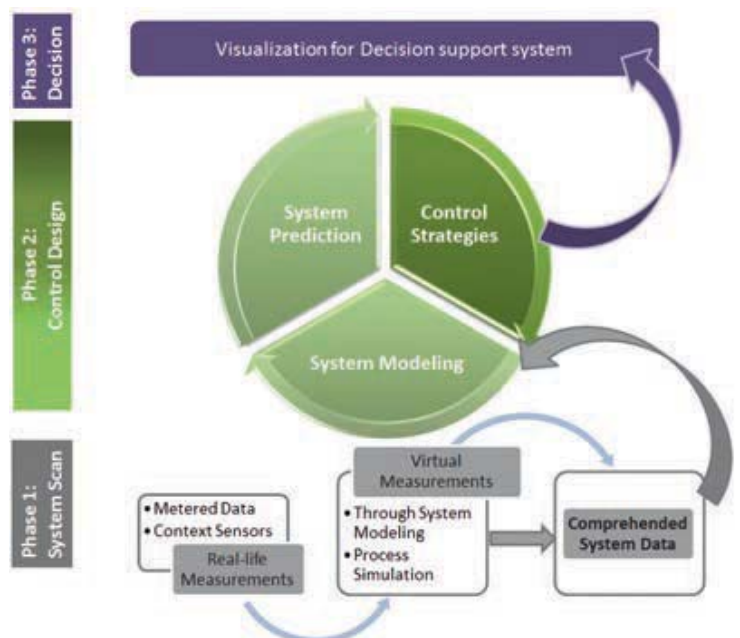 Phase 3:
Decision
Visualization for Decision support system
Phase 2:
Control Design
System
Prediction
Control
Strategies
System Modeling
Phase 1:
System Scan
• Metered Data
• Context Sensors
Real-life
Measurements
Virtual
Measurements
• Through System
Modeling
• Process
Simulation
Comprehended
System Data